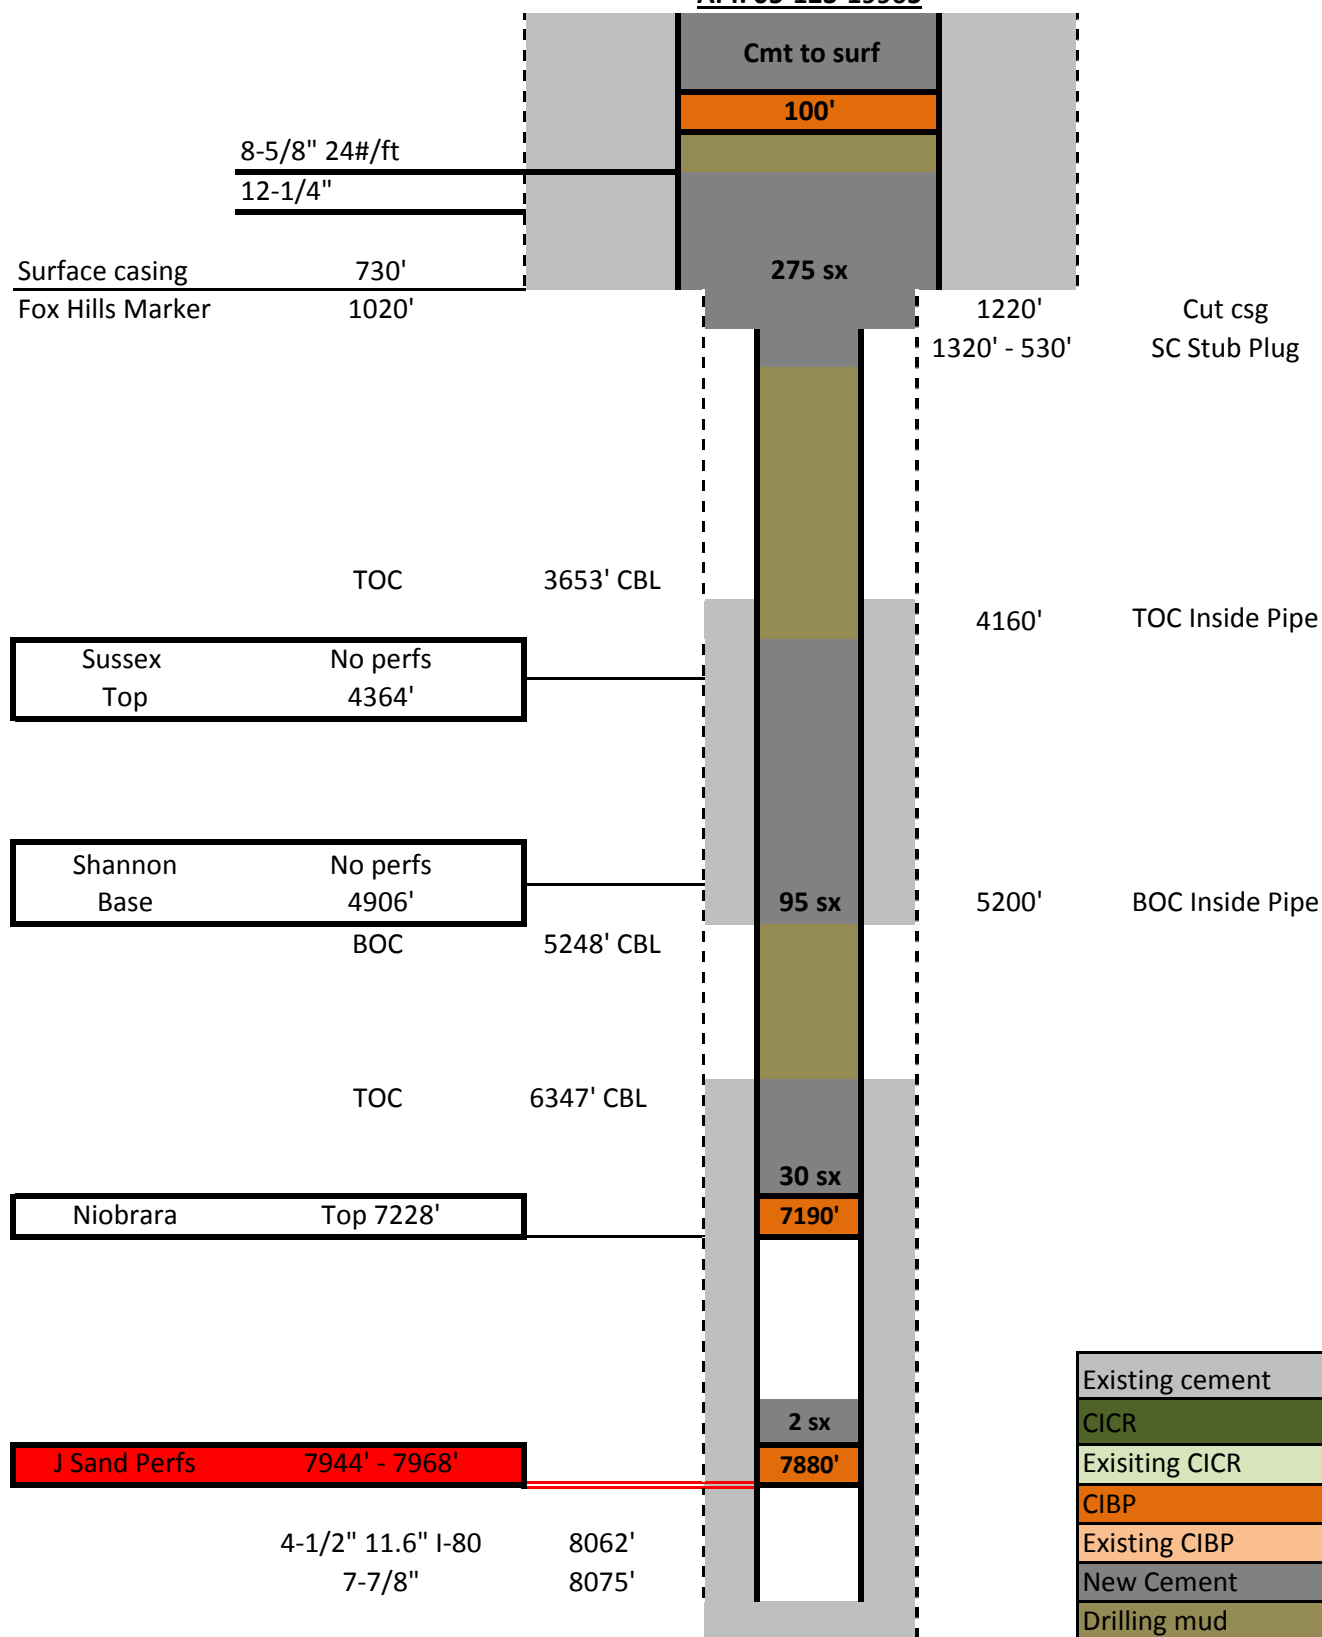 Cmt to surf
100'
8-5/8" 24#/ft
12-1/4"
Surface casing 730' 275 sx
Fox Hills Marker 1020' 1220' Cut csg
1320' - 530' SC Stub Plug
TOC 3653' CBL
4160' TOC Inside Pipe
Sussex No perfs
Top 4364'
Shannon No perfs
Base 4906' 95 sx 5200' BOC Inside Pipe
BOC 5248' CBL
TOC 6347' CBL
30 sx
Niobrara Top 7228' 7190'
Existing cement
2 sx CICR
J Sand Perfs 7944' - 7968' 7880' Exisiting CICR
CIBP
4-1/2" 11.6" I-80 8062' Existing CIBP
7-7/8" 8075' New Cement
Drilling mud